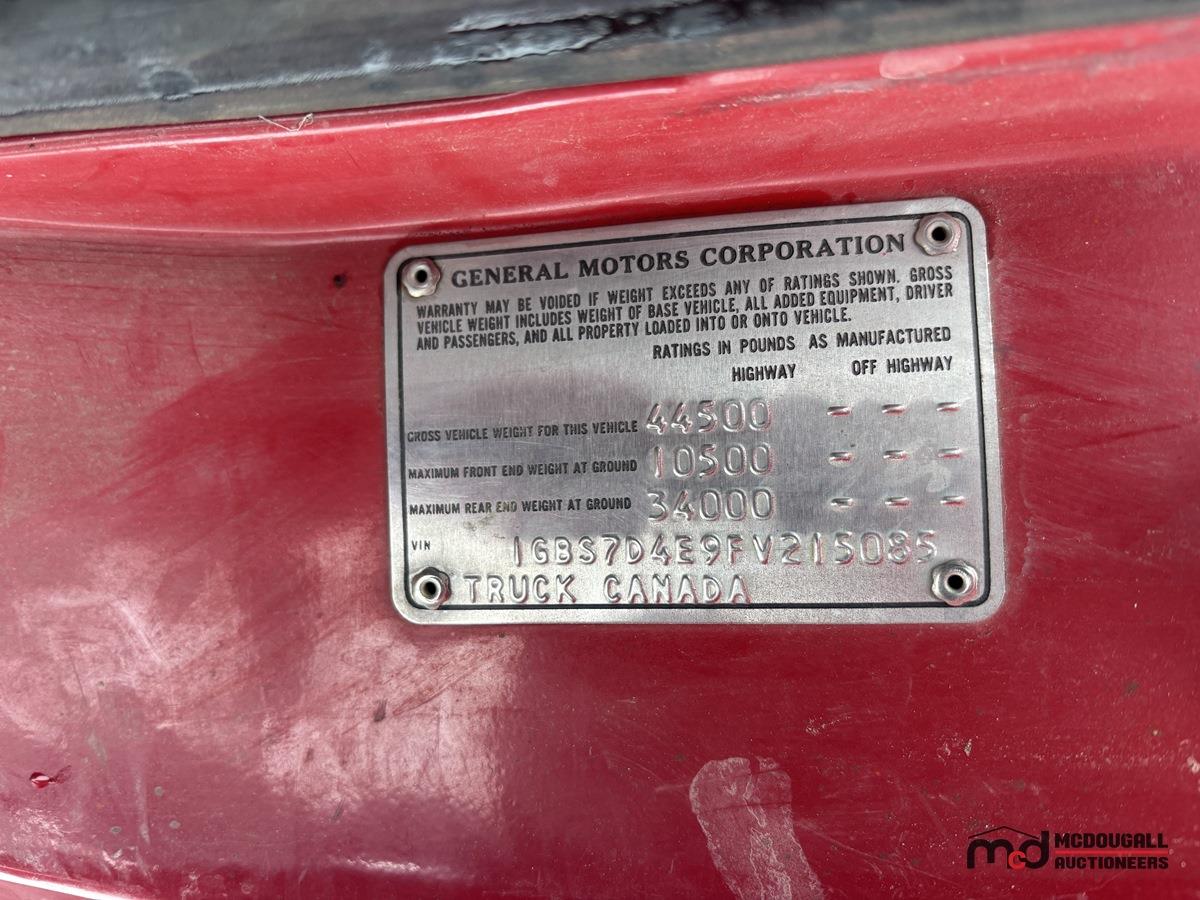 GENERAL MOTORS CORPORATION
WARRANTY MAY BE VOIDED IF WEIGHT EXCEEDS ANY OF RATINGS SHOWN. GROSS
VEHICLE WEIGHT INCLUDES WEIGHT OF BASE VEHICLE, ALL ADDED EQUIPMENT, DRIVER
AND PASSENGERS, AND ALL PROPERTY LOADED INTO OR ONTO VEHICLE.
RATINGS IN POUNDS AS MANUFACTURED
HIGHWAY OFF HIGHWAY
GROSS VEHICLE WEIGHT FOR THIS VEHICLE 44500 - - -
MAXIMUM FRONT END WEIGHT AT GROUND 10500 - - -
MAXIMUM REAR END WEIGHT AT GROUND 34000 - - -
VIN 1GBS7D4E9FV215085
TRUCK CANADA
mcd MCDOUGALL
AUCTIONEERS